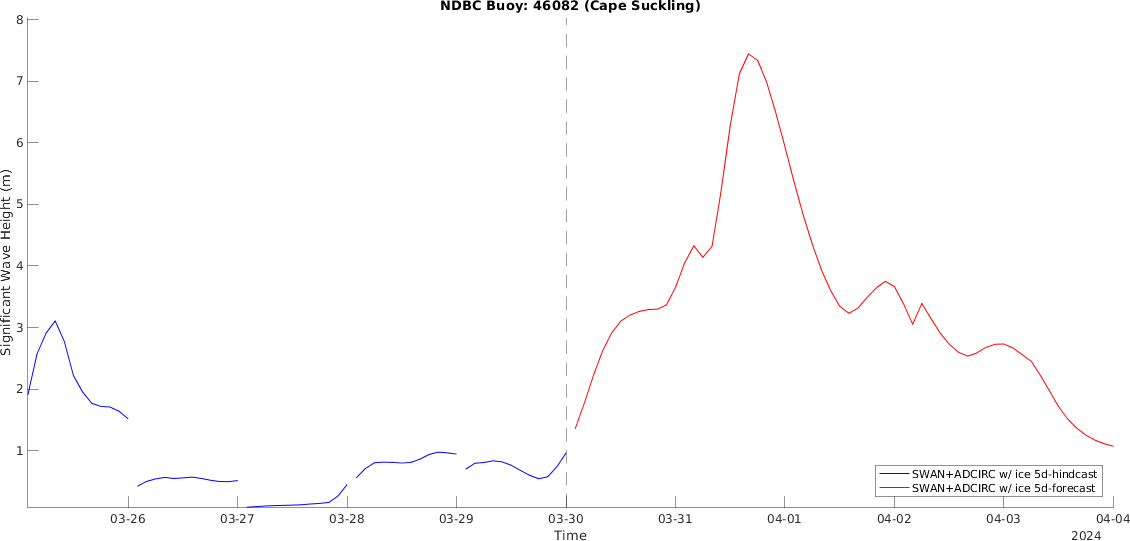 NDBC Buoy: 46082 (Cape Suckling)
8
7
6
5
4
3
2
1
Significant Wave Height (m)
SWAN+ADCIRC w/ ice 5d-hindcast
SWAN+ADCIRC w/ ice 5d-forecast
03-26 03-27 03-28 03-29 03-30 03-31 04-01 04-02 04-03 04-04
Time
2024